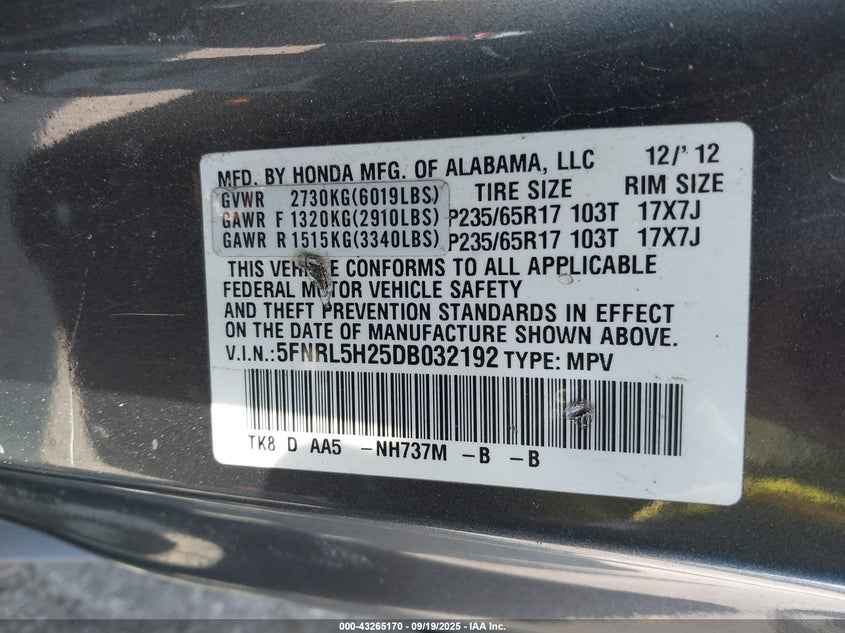 MFD. BY HONDA MFG. OF ALABAMA, LLC 12/'12
GVWR 2730KG(6019LBS) TIRE SIZE RIM SIZE
GAWR F 1320KG(2910LBS) P235/65R17 103T 17X7J
GAWR R 1515KG(3340LBS) P235/65R17 103T 17X7J
THIS VEHICLE CONFORMS TO ALL APPLICABLE
FEDERAL MOTOR VEHICLE SAFETY
AND THEFT PREVENTION STANDARDS IN EFFECT
ON THE DATE OF MANUFACTURE SHOWN ABOVE.
V.I.N.:5FNRL5H25DB032192 TYPE: MPV
TK8 D AA5 -NH737M -B -B
000-43265170 - 09/19/2025 - IAA Inc.